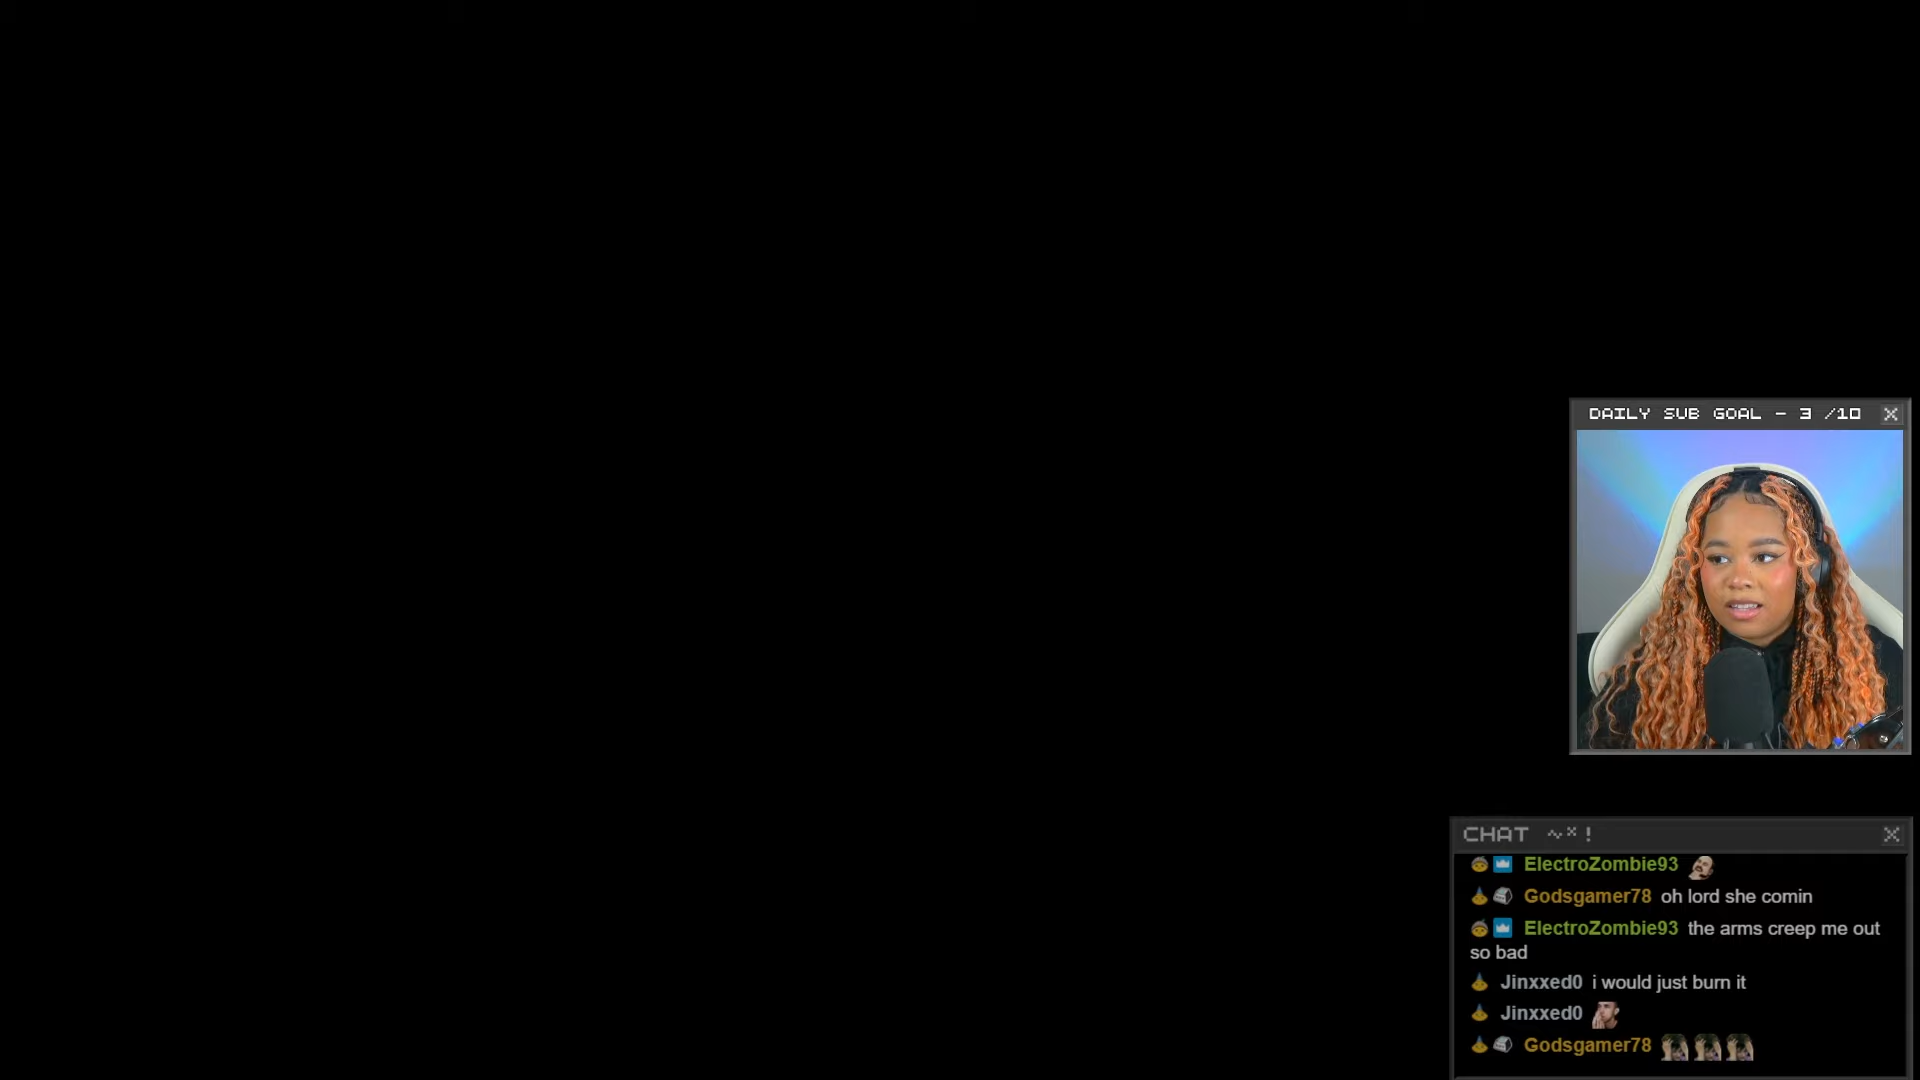 DAILY SUB GOAL - 3 /10
CHAT ~× !
ElectroZombie93
Godsgamer78 oh lord she comin
ElectroZombie93 the arms creep me out
so bad
Jinxxed0 i would just burn it
Jinxxed0
Godsgamer78